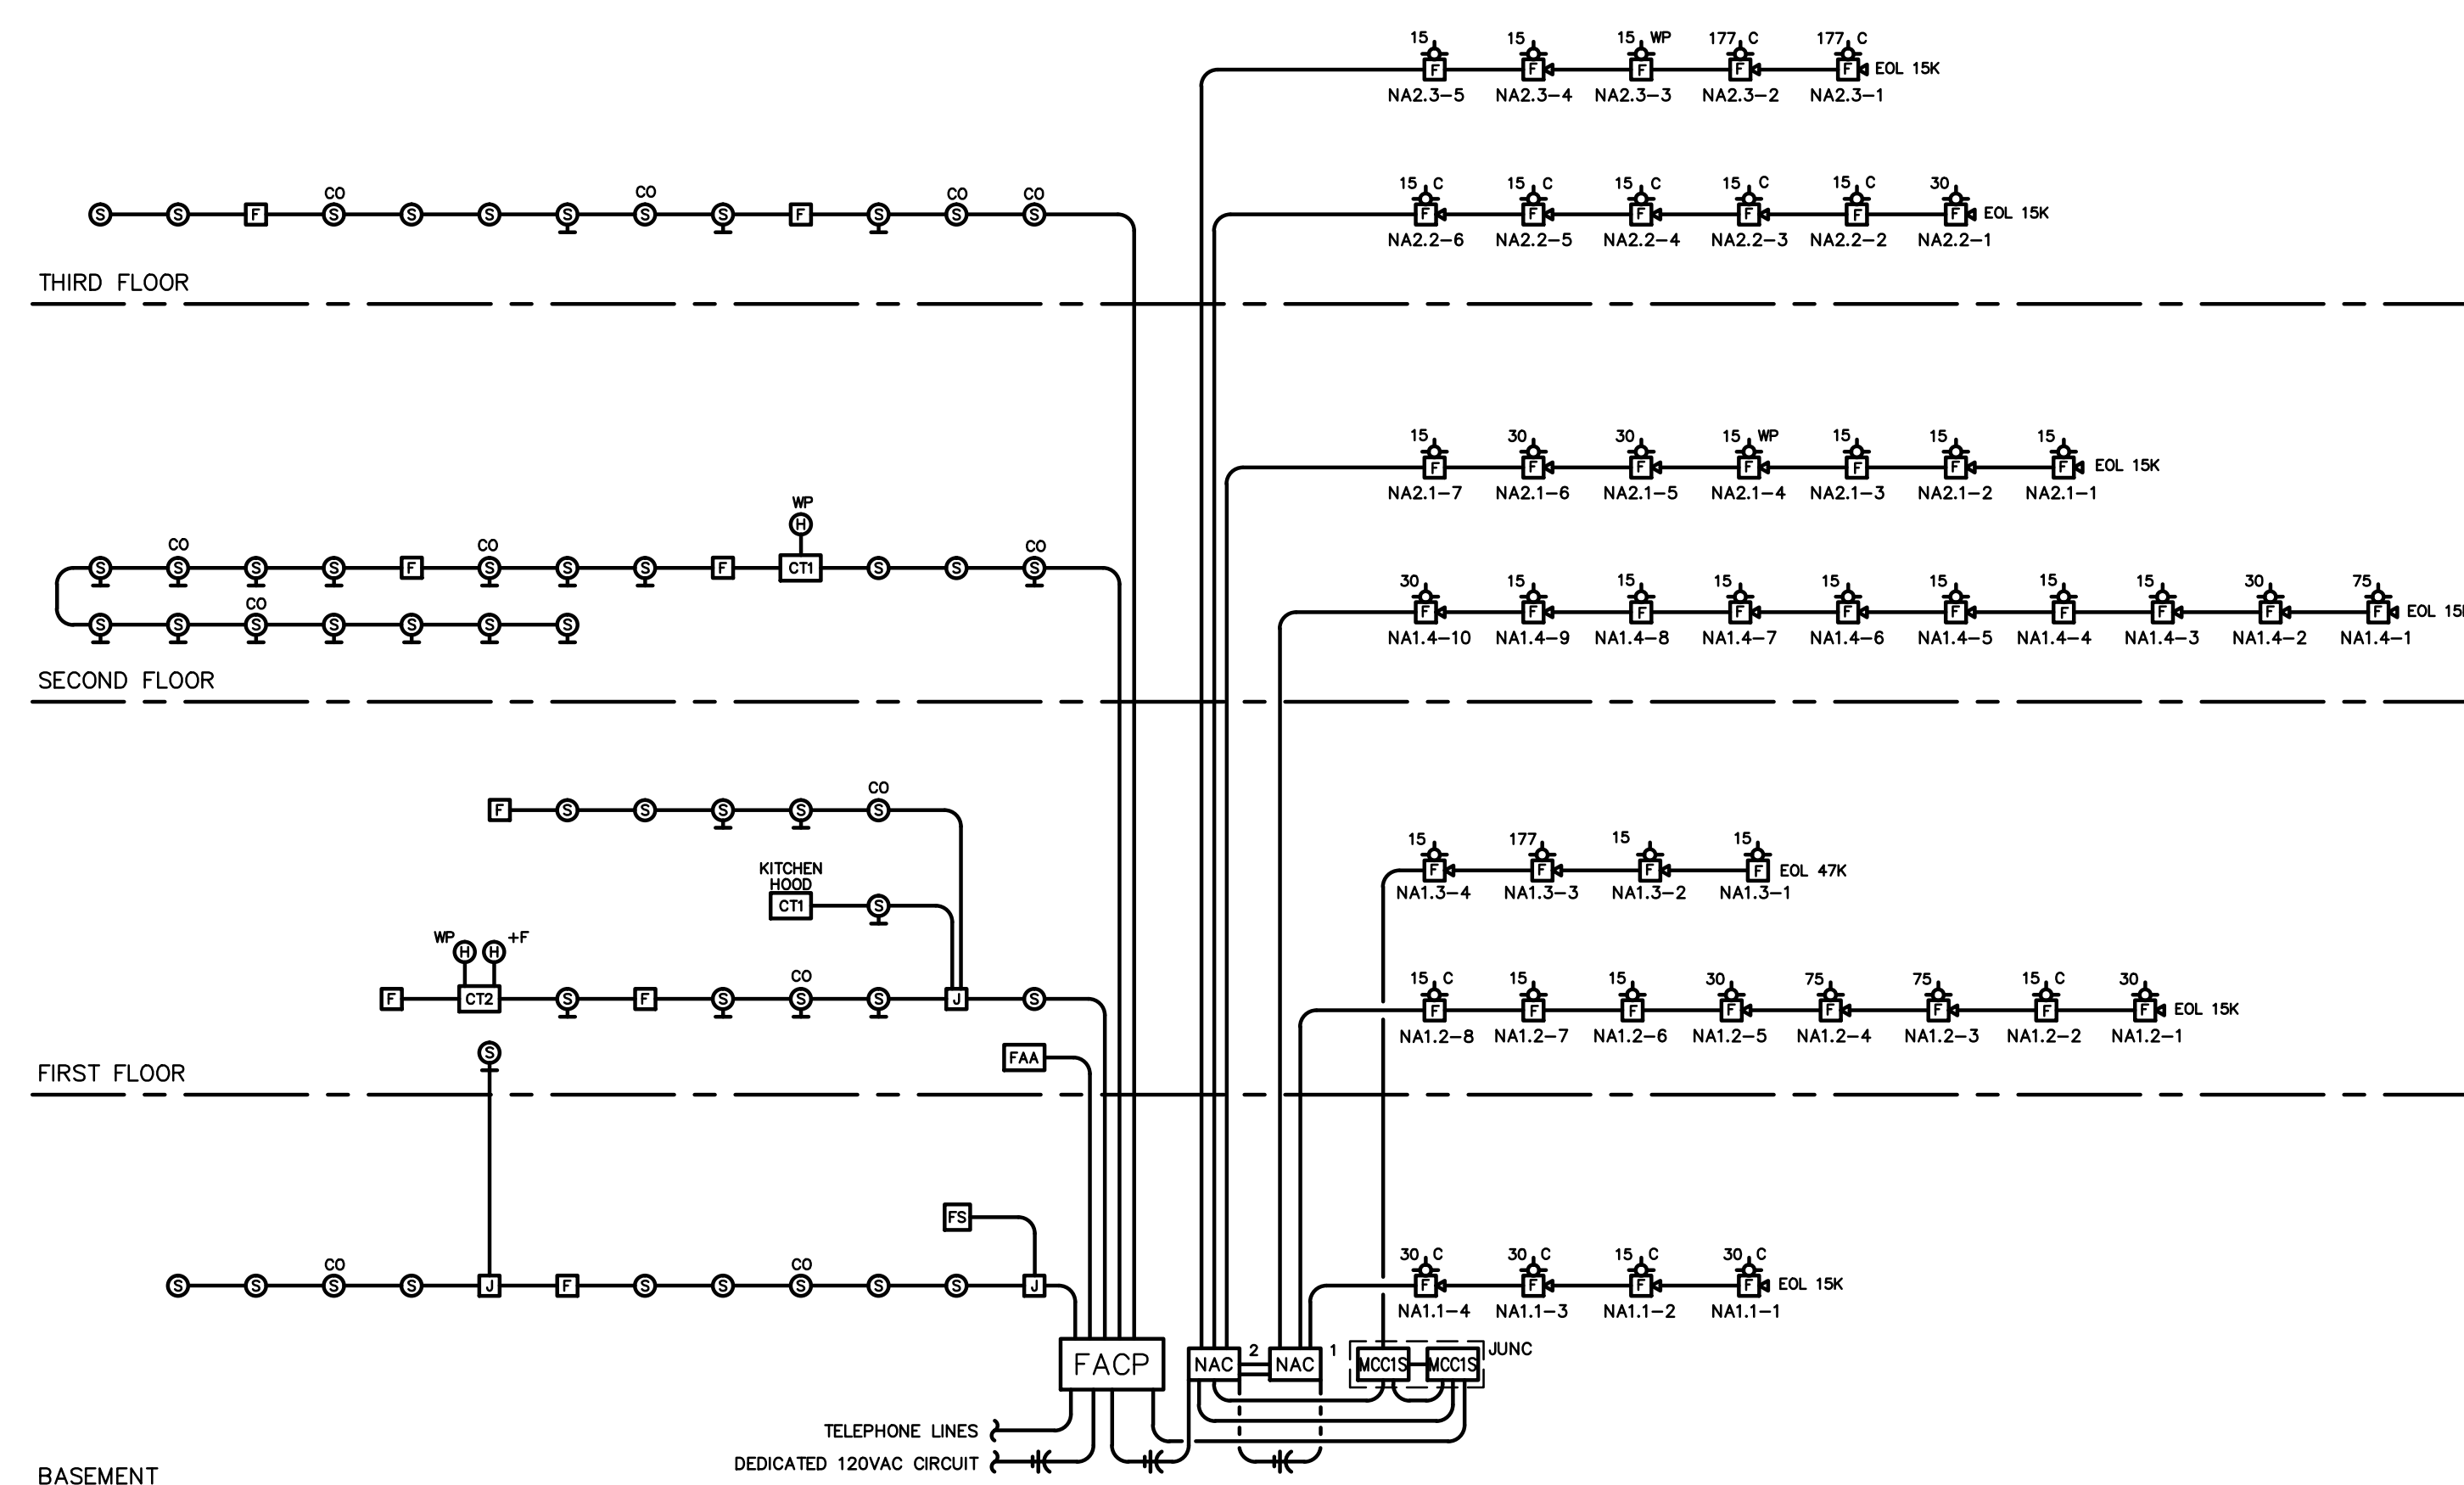 15 15 15 WP 177 C 177 C
F F F F F EOL 15K
NA2.3-5 NA2.3-4 NA2.3-3 NA2.3-2 NA2.3-1
CO CO CO CO
S S F S S S S S S F S S S
15 C 15 C 15 C 15 C 15 C 30
F F F F F F EOL 15K
NA2.2-6 NA2.2-5 NA2.2-4 NA2.2-3 NA2.2-2 NA2.2-1
THIRD FLOOR
15 30 30 15 WP 15 15 15
F F F F F F F EOL 15K
NA2.1-7 NA2.1-6 NA2.1-5 NA2.1-4 NA2.1-3 NA2.1-2 NA2.1-1
WP
H
CO CO CO
S S S S F S S S F CT1 S S S
CO
S S S S S S S
30 15 15 15 15 15 15 15 30 75
F F F F F F F F F F EOL
NA1.4-10 NA1.4-9 NA1.4-8 NA1.4-7 NA1.4-6 NA1.4-5 NA1.4-4 NA1.4-3 NA1.4-2 NA1.4-1
SECOND FLOOR
CO
F S S S S S
KITCHEN
HOOD
CT1 S
15 177 15 15
F F F F EOL 47K
NA1.3-4 NA1.3-3 NA1.3-2 NA1.3-1
WP +F
H H
CO
F CT2 S F S S S J S
15 C 15 15 30 75 75 15 C 30
F F F F F F F F EOL 15K
NA1.2-8 NA1.2-7 NA1.2-6 NA1.2-5 NA1.2-4 NA1.2-3 NA1.2-2 NA1.2-1
S
FAA
FIRST FLOOR
FS
CO CO
S S S S J F S S S S S J
30 C 30 C 15 C 30 C
F F F F EOL 15K
NA1.1-4 NA1.1-3 NA1.1-2 NA1.1-1
FACP NAC 2 NAC 1 MCC1S MCC1S JUNC
TELEPHONE LINES
DEDICATED 120VAC CIRCUIT
BASEMENT